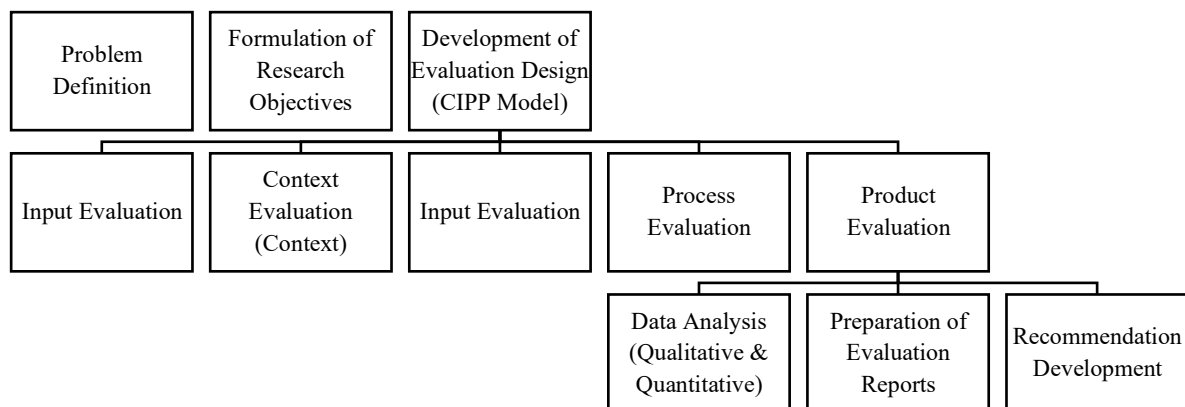 Problem
Definition
Formulation of
Research
Objectives
Development of
Evaluation Design
(CIPP Model)
Input Evaluation
Context
Evaluation
(Context)
Input Evaluation
Process
Evaluation
Product
Evaluation
Data Analysis
(Qualitative &
Quantitative)
Preparation of
Evaluation
Reports
Recommendation
Development